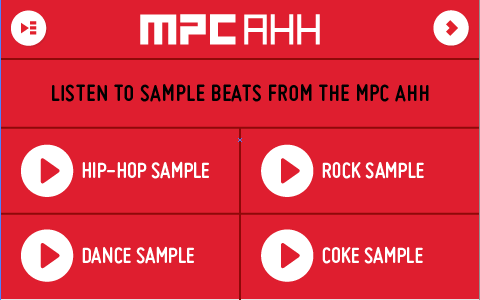 MPC AHH
LISTEN TO SAMPLE BEATS FROM THE MPC AHH
HIP-HOP SAMPLE
ROCK SAMPLE
DANCE SAMPLE
COKE SAMPLE